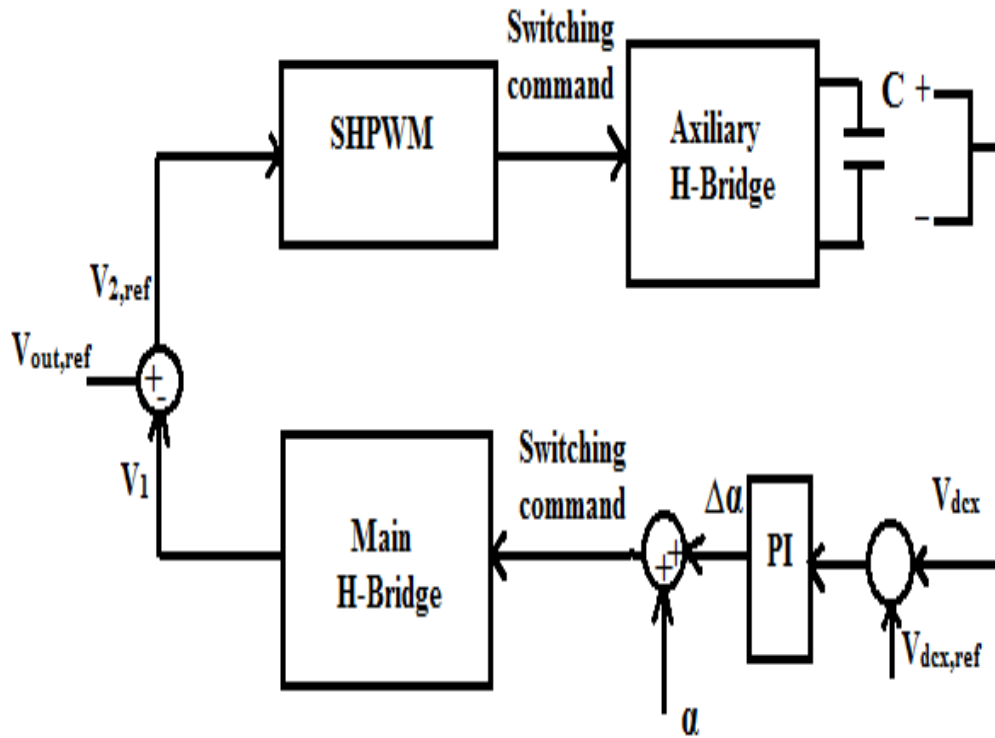 Switching
command
SHPWM
Axiliary
H-Bridge
C
+
−
V2,ref
Vout,ref
+
-
V1
Switching
command
Main
H-Bridge
Δα
+
+
PI
Vdcx
Vdcx,ref
α